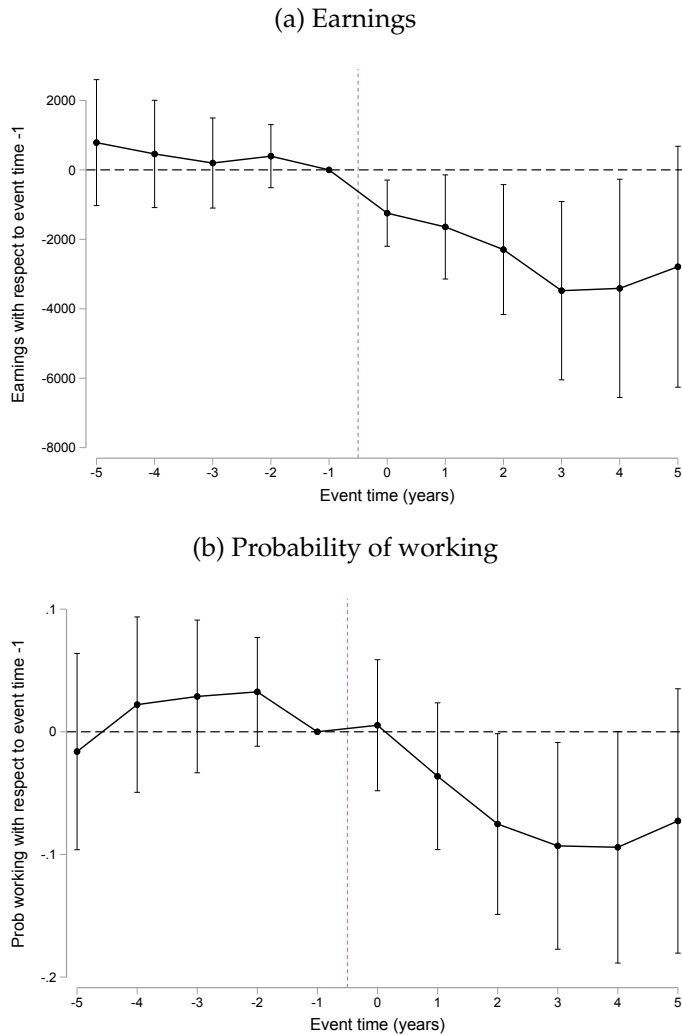 (a) Earnings
Earnings with respect to event time -1
2000
0
-2000
-4000
-6000
-8000
-5 -4 -3 -2 -1 0 1 2 3 4 5
Event time (years)
(b) Probability of working
Prob working with respect to event time -1
.1
0
-.1
-.2
-5 -4 -3 -2 -1 0 1 2 3 4 5
Event time (years)